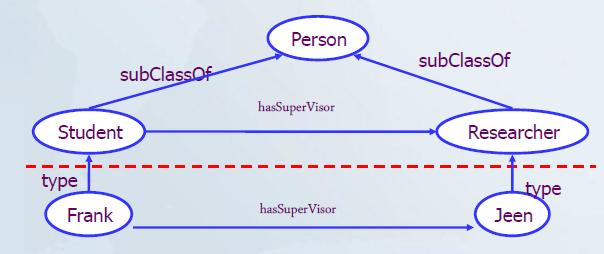 Person
subClassOf
subClassOf
hasSuperVisor
Student
Researcher
type
type
Frank
hasSuperVisor
Jeen